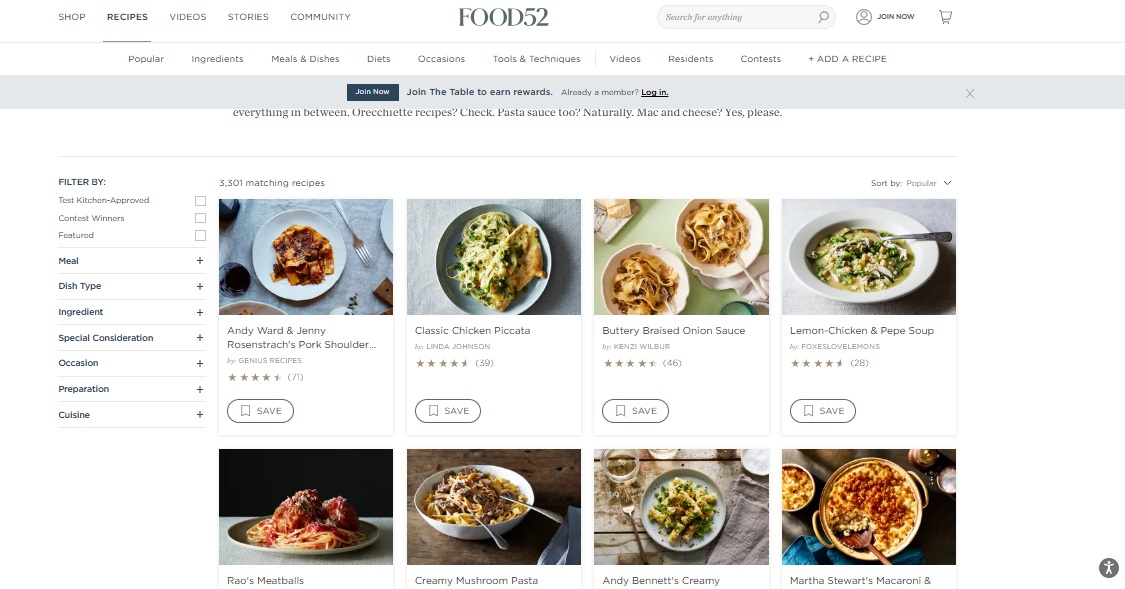 SHOP RECIPES VIDEOS STORIES COMMUNITY FOOD52 Search for anything JOIN NOW
Popular Ingredients Meals & Dishes Diets Occasions Tools & Techniques Videos Residents Contests + ADD A RECIPE
Join Now Join The Table to earn rewards. Already a member? Log in.
everything in between. Orecchiette recipes? Check. Pasta sauce too? Naturally. Mac and cheese? Yes, please.
FILTER BY:
Test Kitchen-Approved
Contest Winners
Featured
Meal +
Dish Type +
Ingredient +
Special Consideration +
Occasion +
Preparation +
Cuisine +
3,301 matching recipes
Sort by: Popular
Andy Ward & Jenny
Rosenstrach's Pork Shoulder...
by: GENIUS RECIPES
(71)
SAVE
Classic Chicken Piccata
by: LINDA JOHNSON
(39)
SAVE
Buttery Braised Onion Sauce
by: KENZI WILBUR
(46)
SAVE
Lemon-Chicken & Pepe Soup
by: FOXESLOVELEMONS
(28)
SAVE
Rao's Meatballs
Creamy Mushroom Pasta
Andy Bennett's Creamy
Martha Stewart's Macaroni &